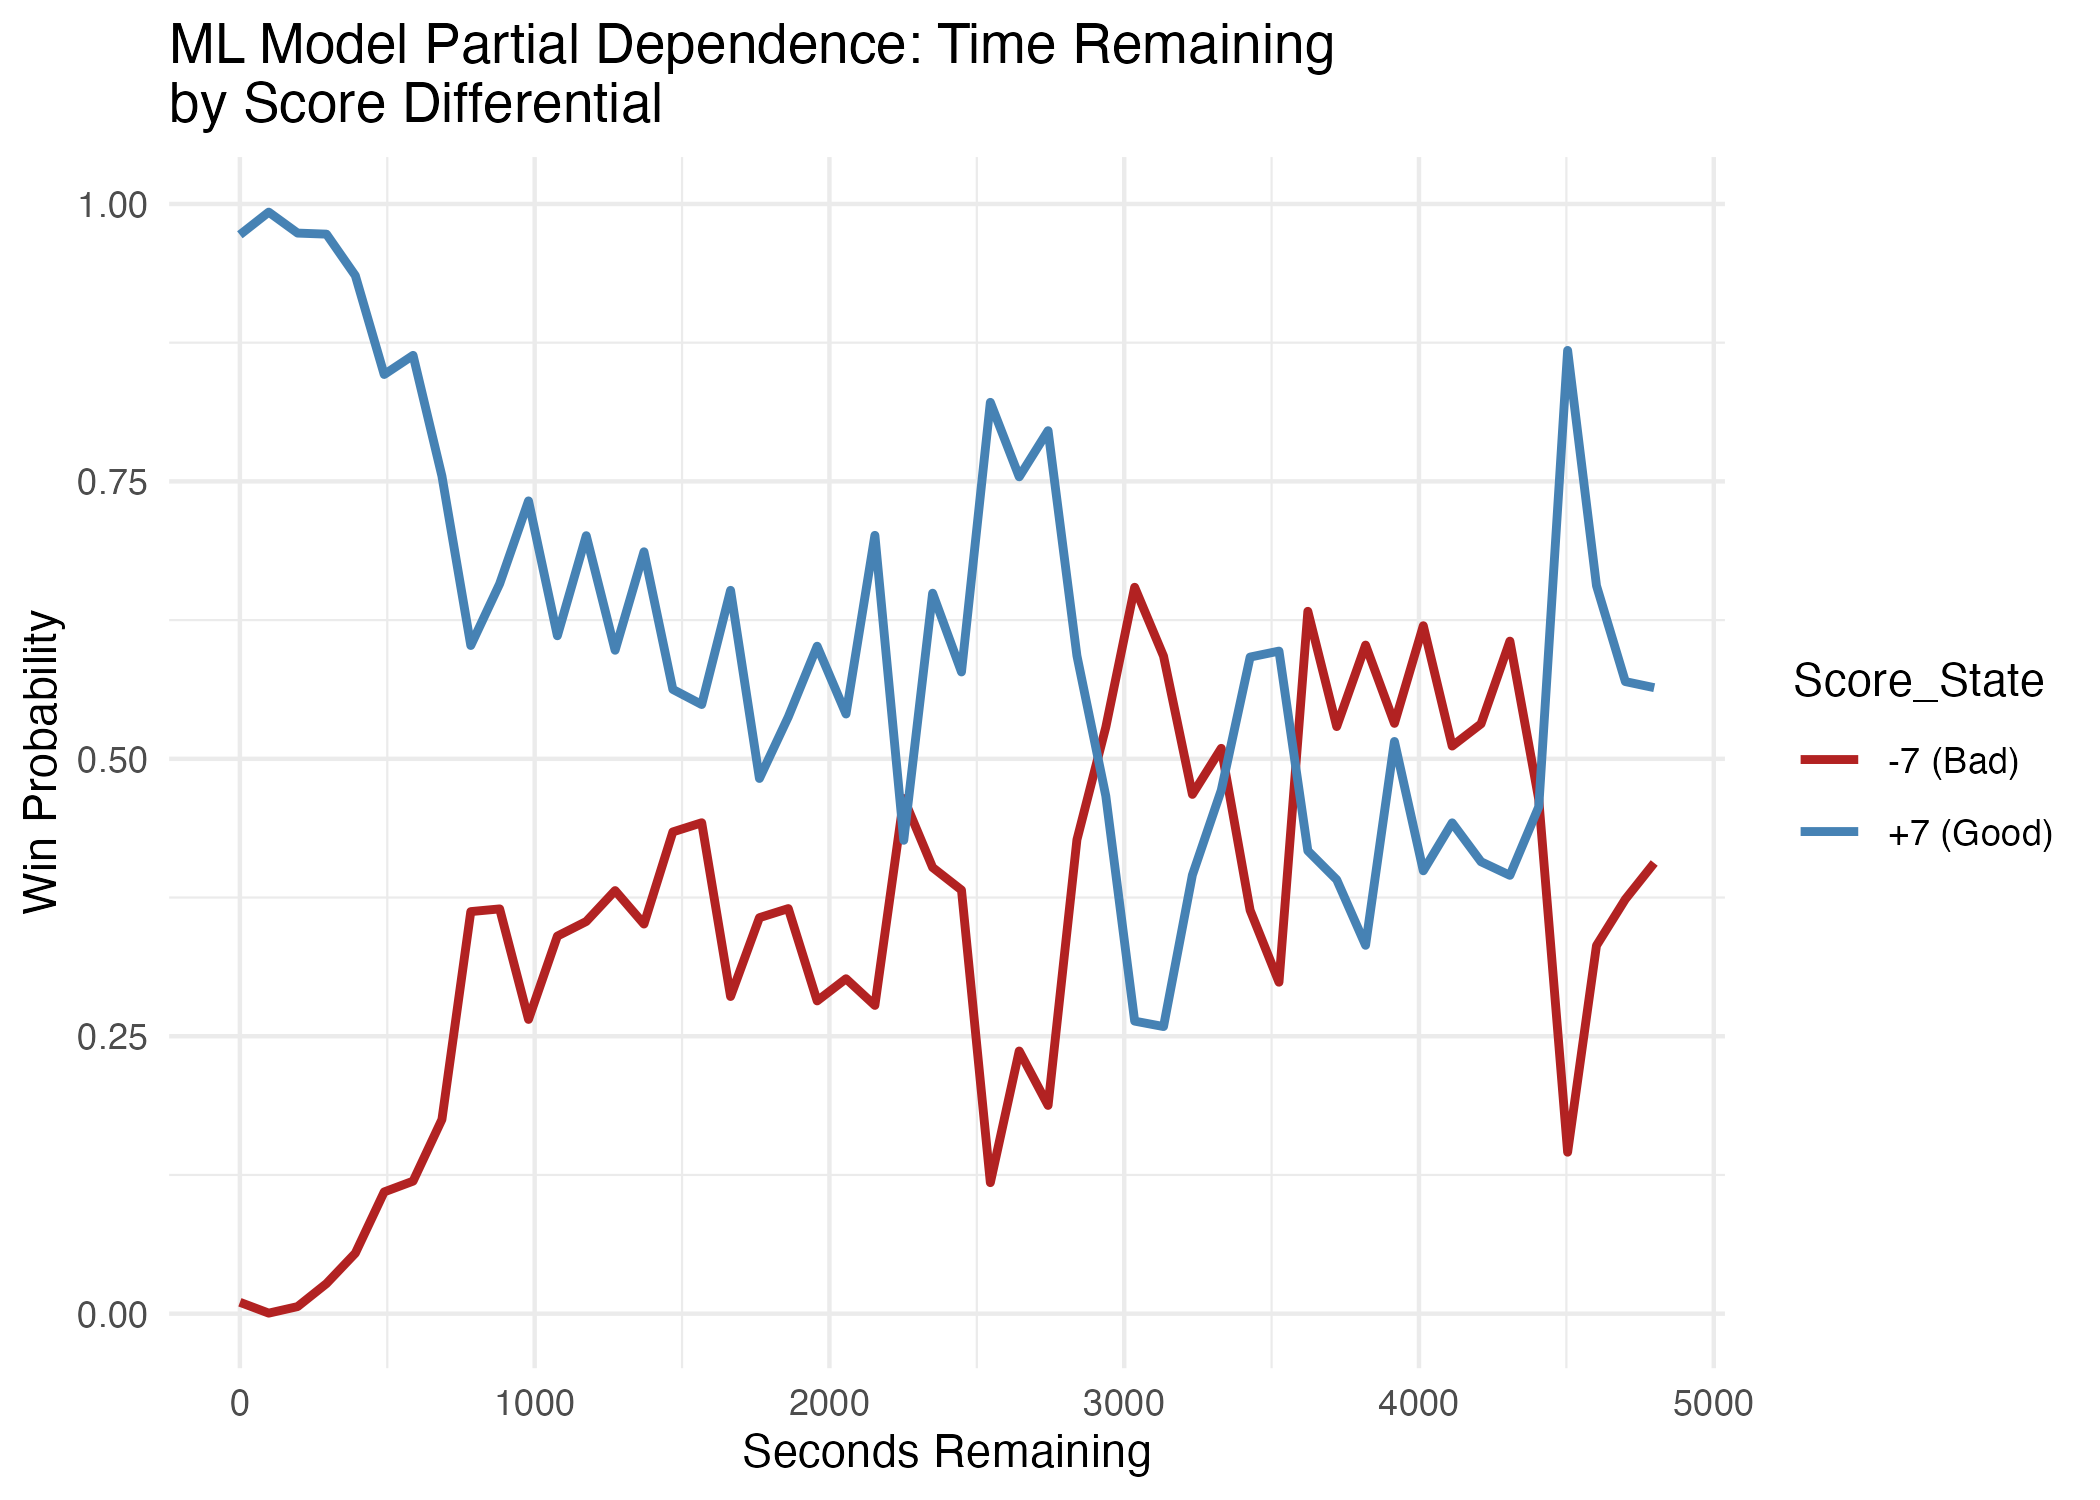 ML Model Partial Dependence: Time Remaining
by Score Differential
1.00
0.75
0.50
0.25
0.00
Win Probability
0
1000
2000
3000
4000
5000
Seconds Remaining
Score_State
-7 (Bad)
+7 (Good)